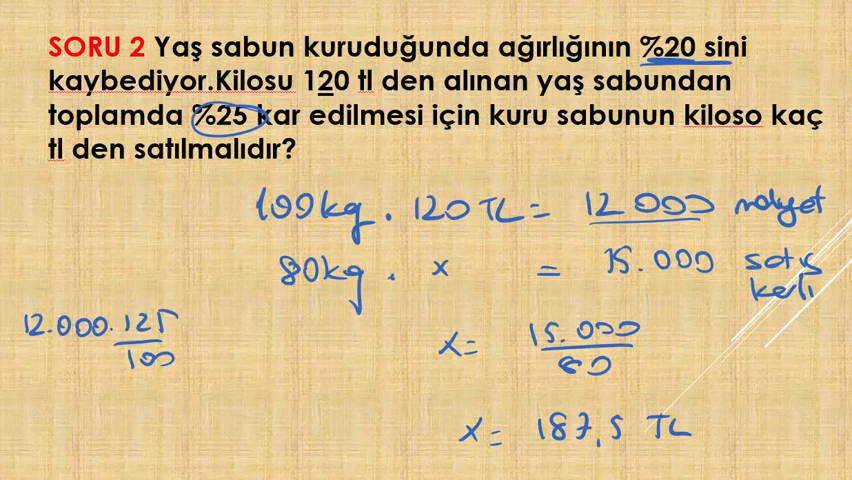 SORU 2 Yaş sabun kuruduğunda ağırlığının %20 sini
kaybediyor.Kilosu 120 tl den alınan yaş sabundan
toplamda %25 kar edilmesi için kuru sabunun kiloso kaç
tl den satılmalıdır?
100kg . 120 TL = 12 000 maliyet
80kg . x = 15.000 satış
karlı
12.000. 125
100
x= 15.000
80
x= 187,5 TL